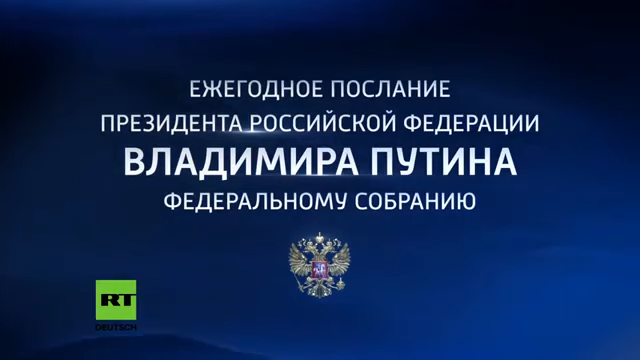 ЕЖЕГОДНОЕ ПОСЛАНИЕ
ПРЕЗИДЕНТА РОССИЙСКОЙ ФЕДЕРАЦИИ
ВЛАДИМИРА ПУТИНА
ФЕДЕРАЛЬНОМУ СОБРАНИЮ
RT
DEUTSCH